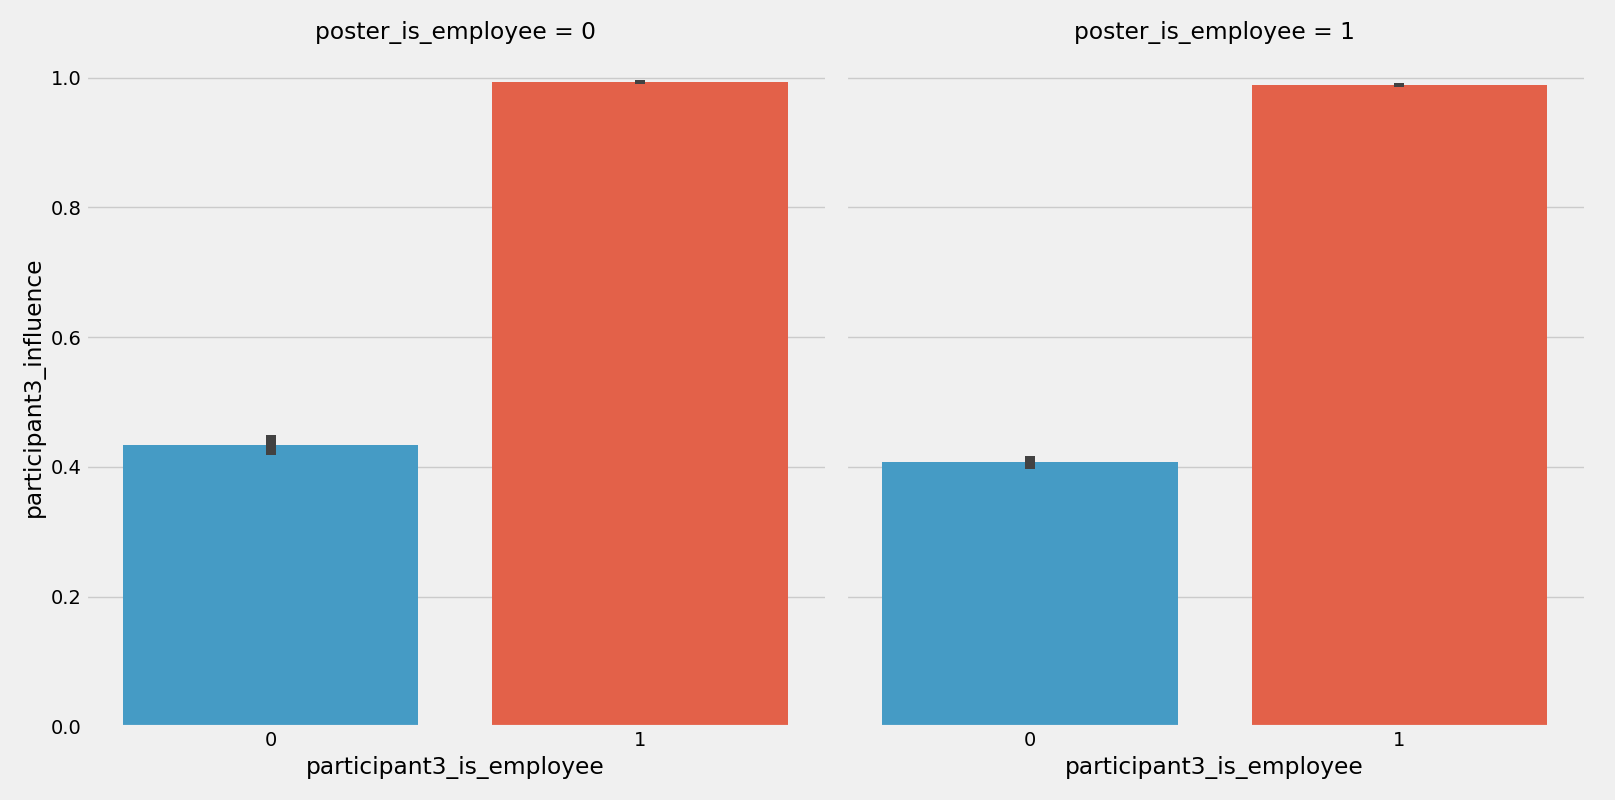 poster_is_employee = 0
poster_is_employee = 1
1.0
0.8
0.6
0.4
0.2
0.0
participant3_influence
0
1
0
1
participant3_is_employee
participant3_is_employee